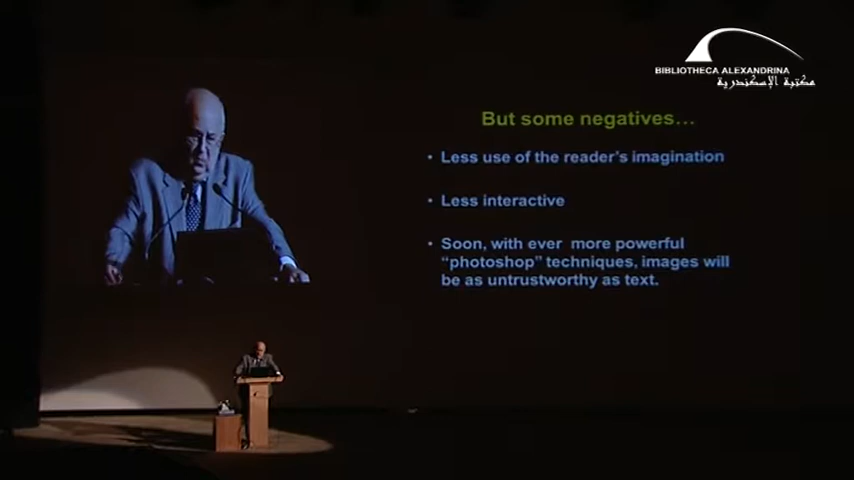 BIBLIOTHECA ALEXANDRINA
مكتبة الإسكندرية
But some negatives…
• Less use of the reader's imagination
• Less interactive
• Soon, with ever more powerful
"photoshop" techniques, images will
be as untrustworthy as text.